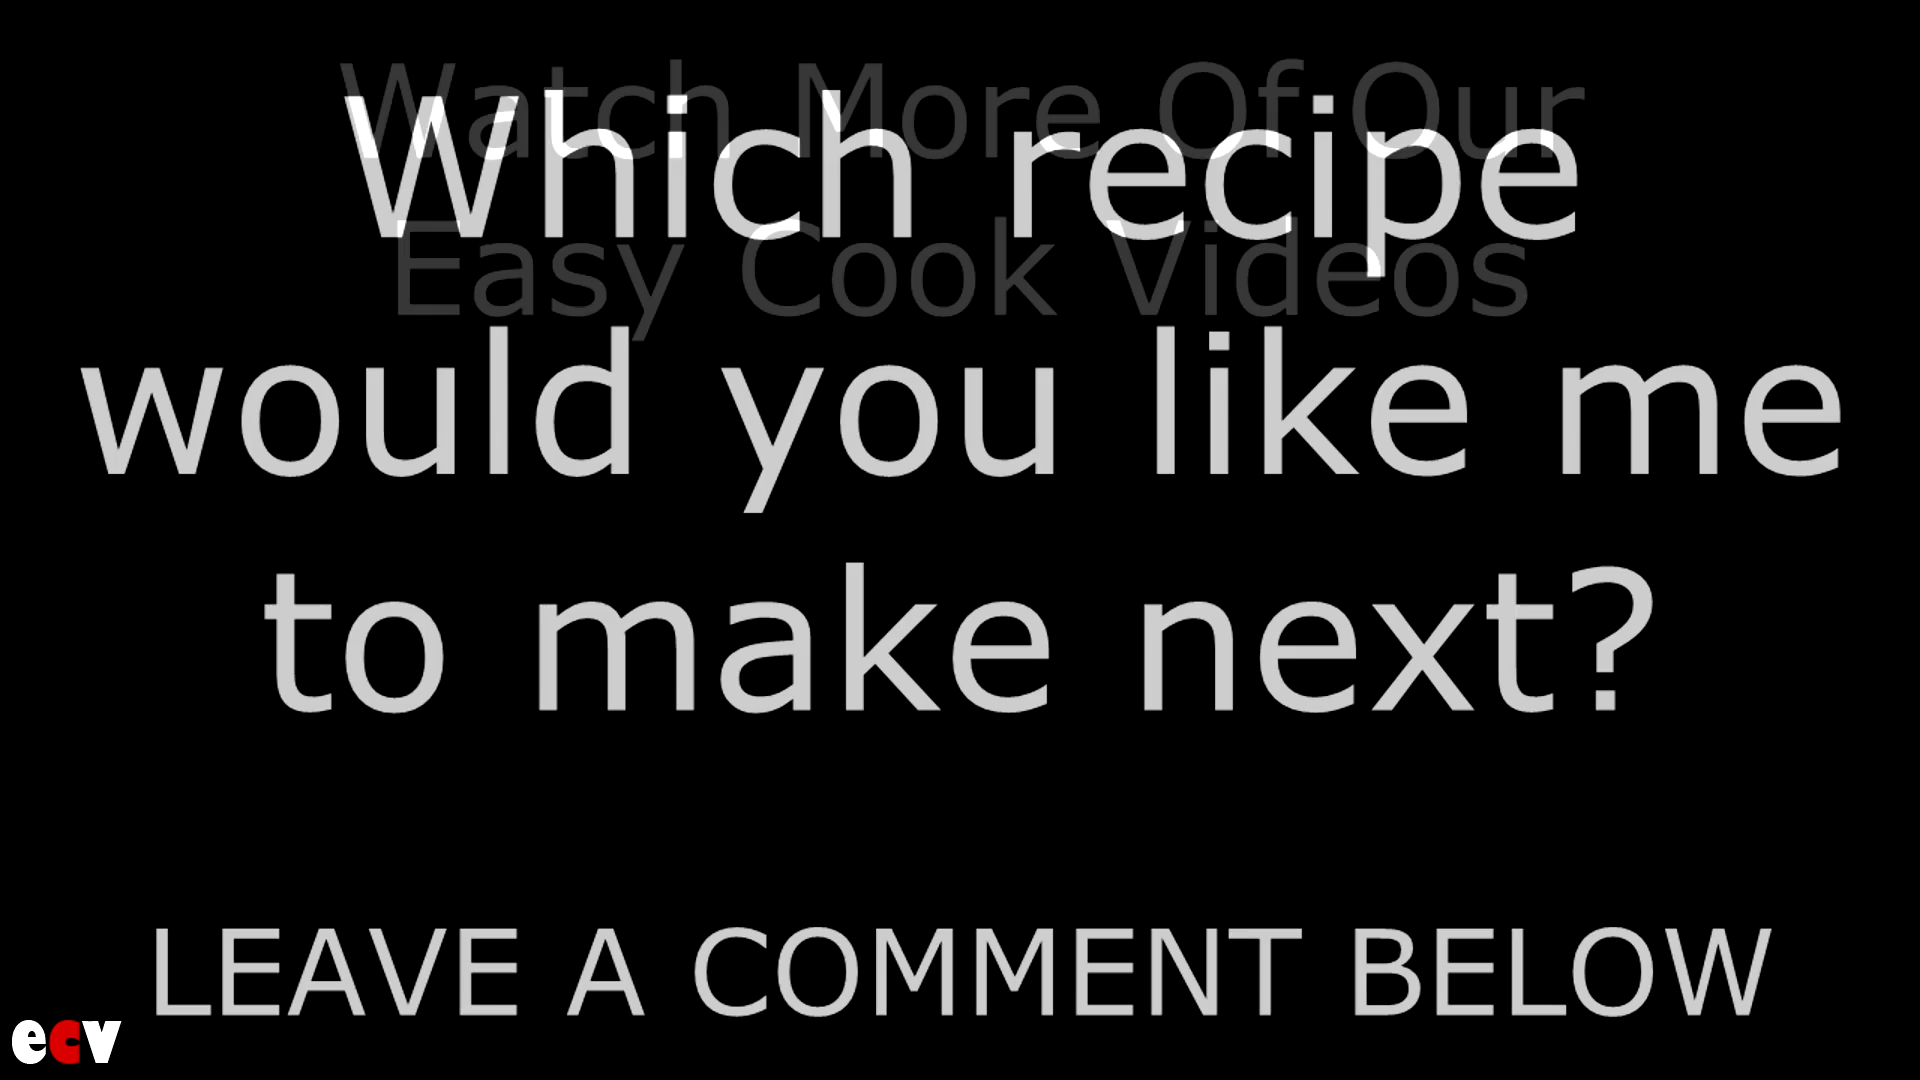 Watch More Of Our
Which recipe
Easy Cook Videos
would you like me
to make next?
LEAVE A COMMENT BELOW
ecv